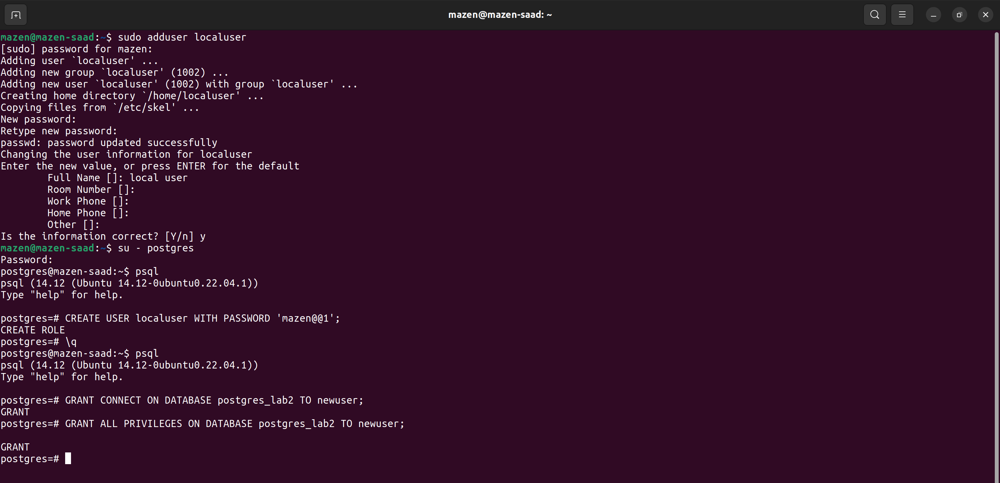 mazen@mazen-saad: ~
mazen@mazen-saad:~$ sudo adduser localuser
[sudo] password for mazen:
Adding user `localuser' ...
Adding new group `localuser' (1002) ...
Adding new user `localuser' (1002) with group `localuser' ...
Creating home directory `/home/localuser' ...
Copying files from `/etc/skel' ...
New password:
Retype new password:
passwd: password updated successfully
Changing the user information for localuser
Enter the new value, or press ENTER for the default
        Full Name []: local user
        Room Number []:
        Work Phone []:
        Home Phone []:
        Other []:
Is the information correct? [Y/n] y
mazen@mazen-saad:~$ su - postgres
Password:
postgres@mazen-saad:~$ psql
psql (14.12 (Ubuntu 14.12-0ubuntu0.22.04.1))
Type "help" for help.

postgres=# CREATE USER localuser WITH PASSWORD 'mazen@@1';
CREATE ROLE
postgres=# \q
postgres@mazen-saad:~$ psql
psql (14.12 (Ubuntu 14.12-0ubuntu0.22.04.1))
Type "help" for help.

postgres=# GRANT CONNECT ON DATABASE postgres_lab2 TO newuser;
GRANT
postgres=# GRANT ALL PRIVILEGES ON DATABASE postgres_lab2 TO newuser;

GRANT
postgres=#